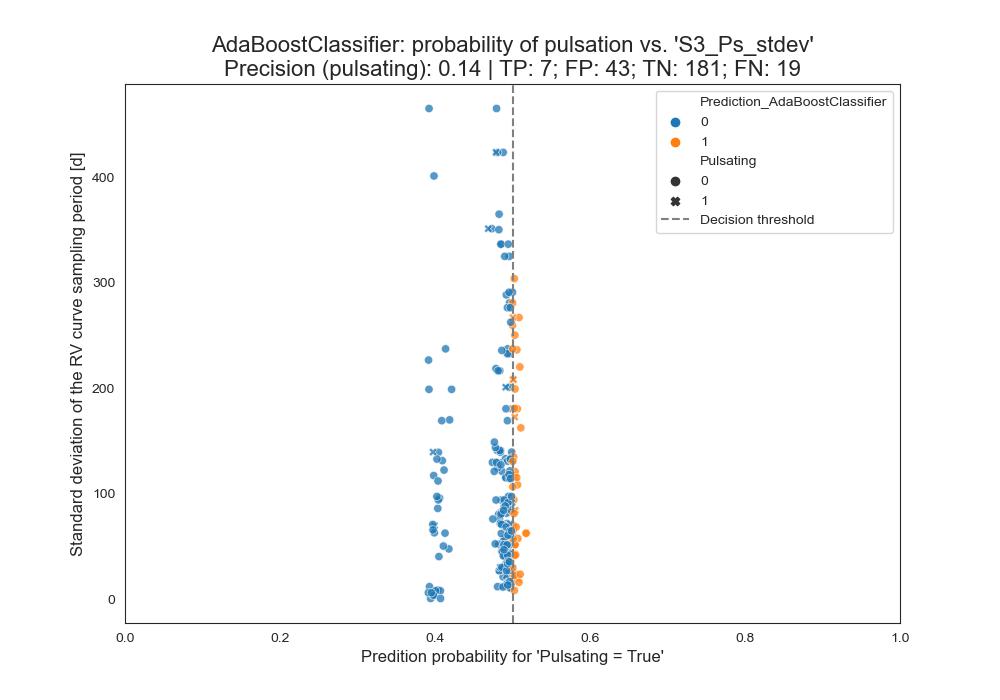 AdaBoostClassifier: probability of pulsation vs. 'S3_Ps_stdev'
Precision (pulsating): 0.14 | TP: 7; FP: 43; TN: 181; FN: 19
Prediction_AdaBoostClassifier
0
1
Pulsating
0
1
Decision threshold
Standard deviation of the RV curve sampling period [d]
400
300
200
100
0
0.0 0.2 0.4 0.6 0.8 1.0
Predition probability for 'Pulsating = True'